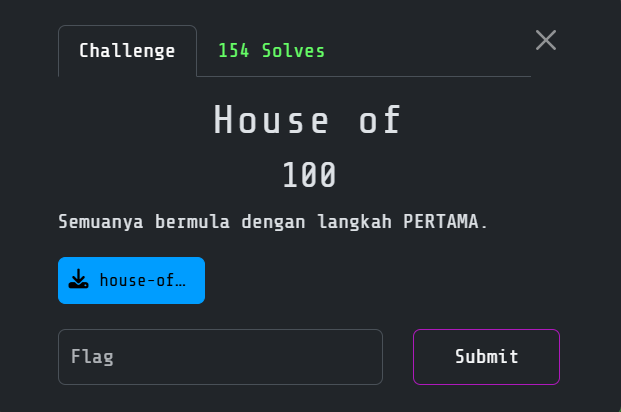 Challenge
154 Solves
House of
100
Semuanya bermula dengan langkah PERTAMA.
house-of…
Flag
Submit